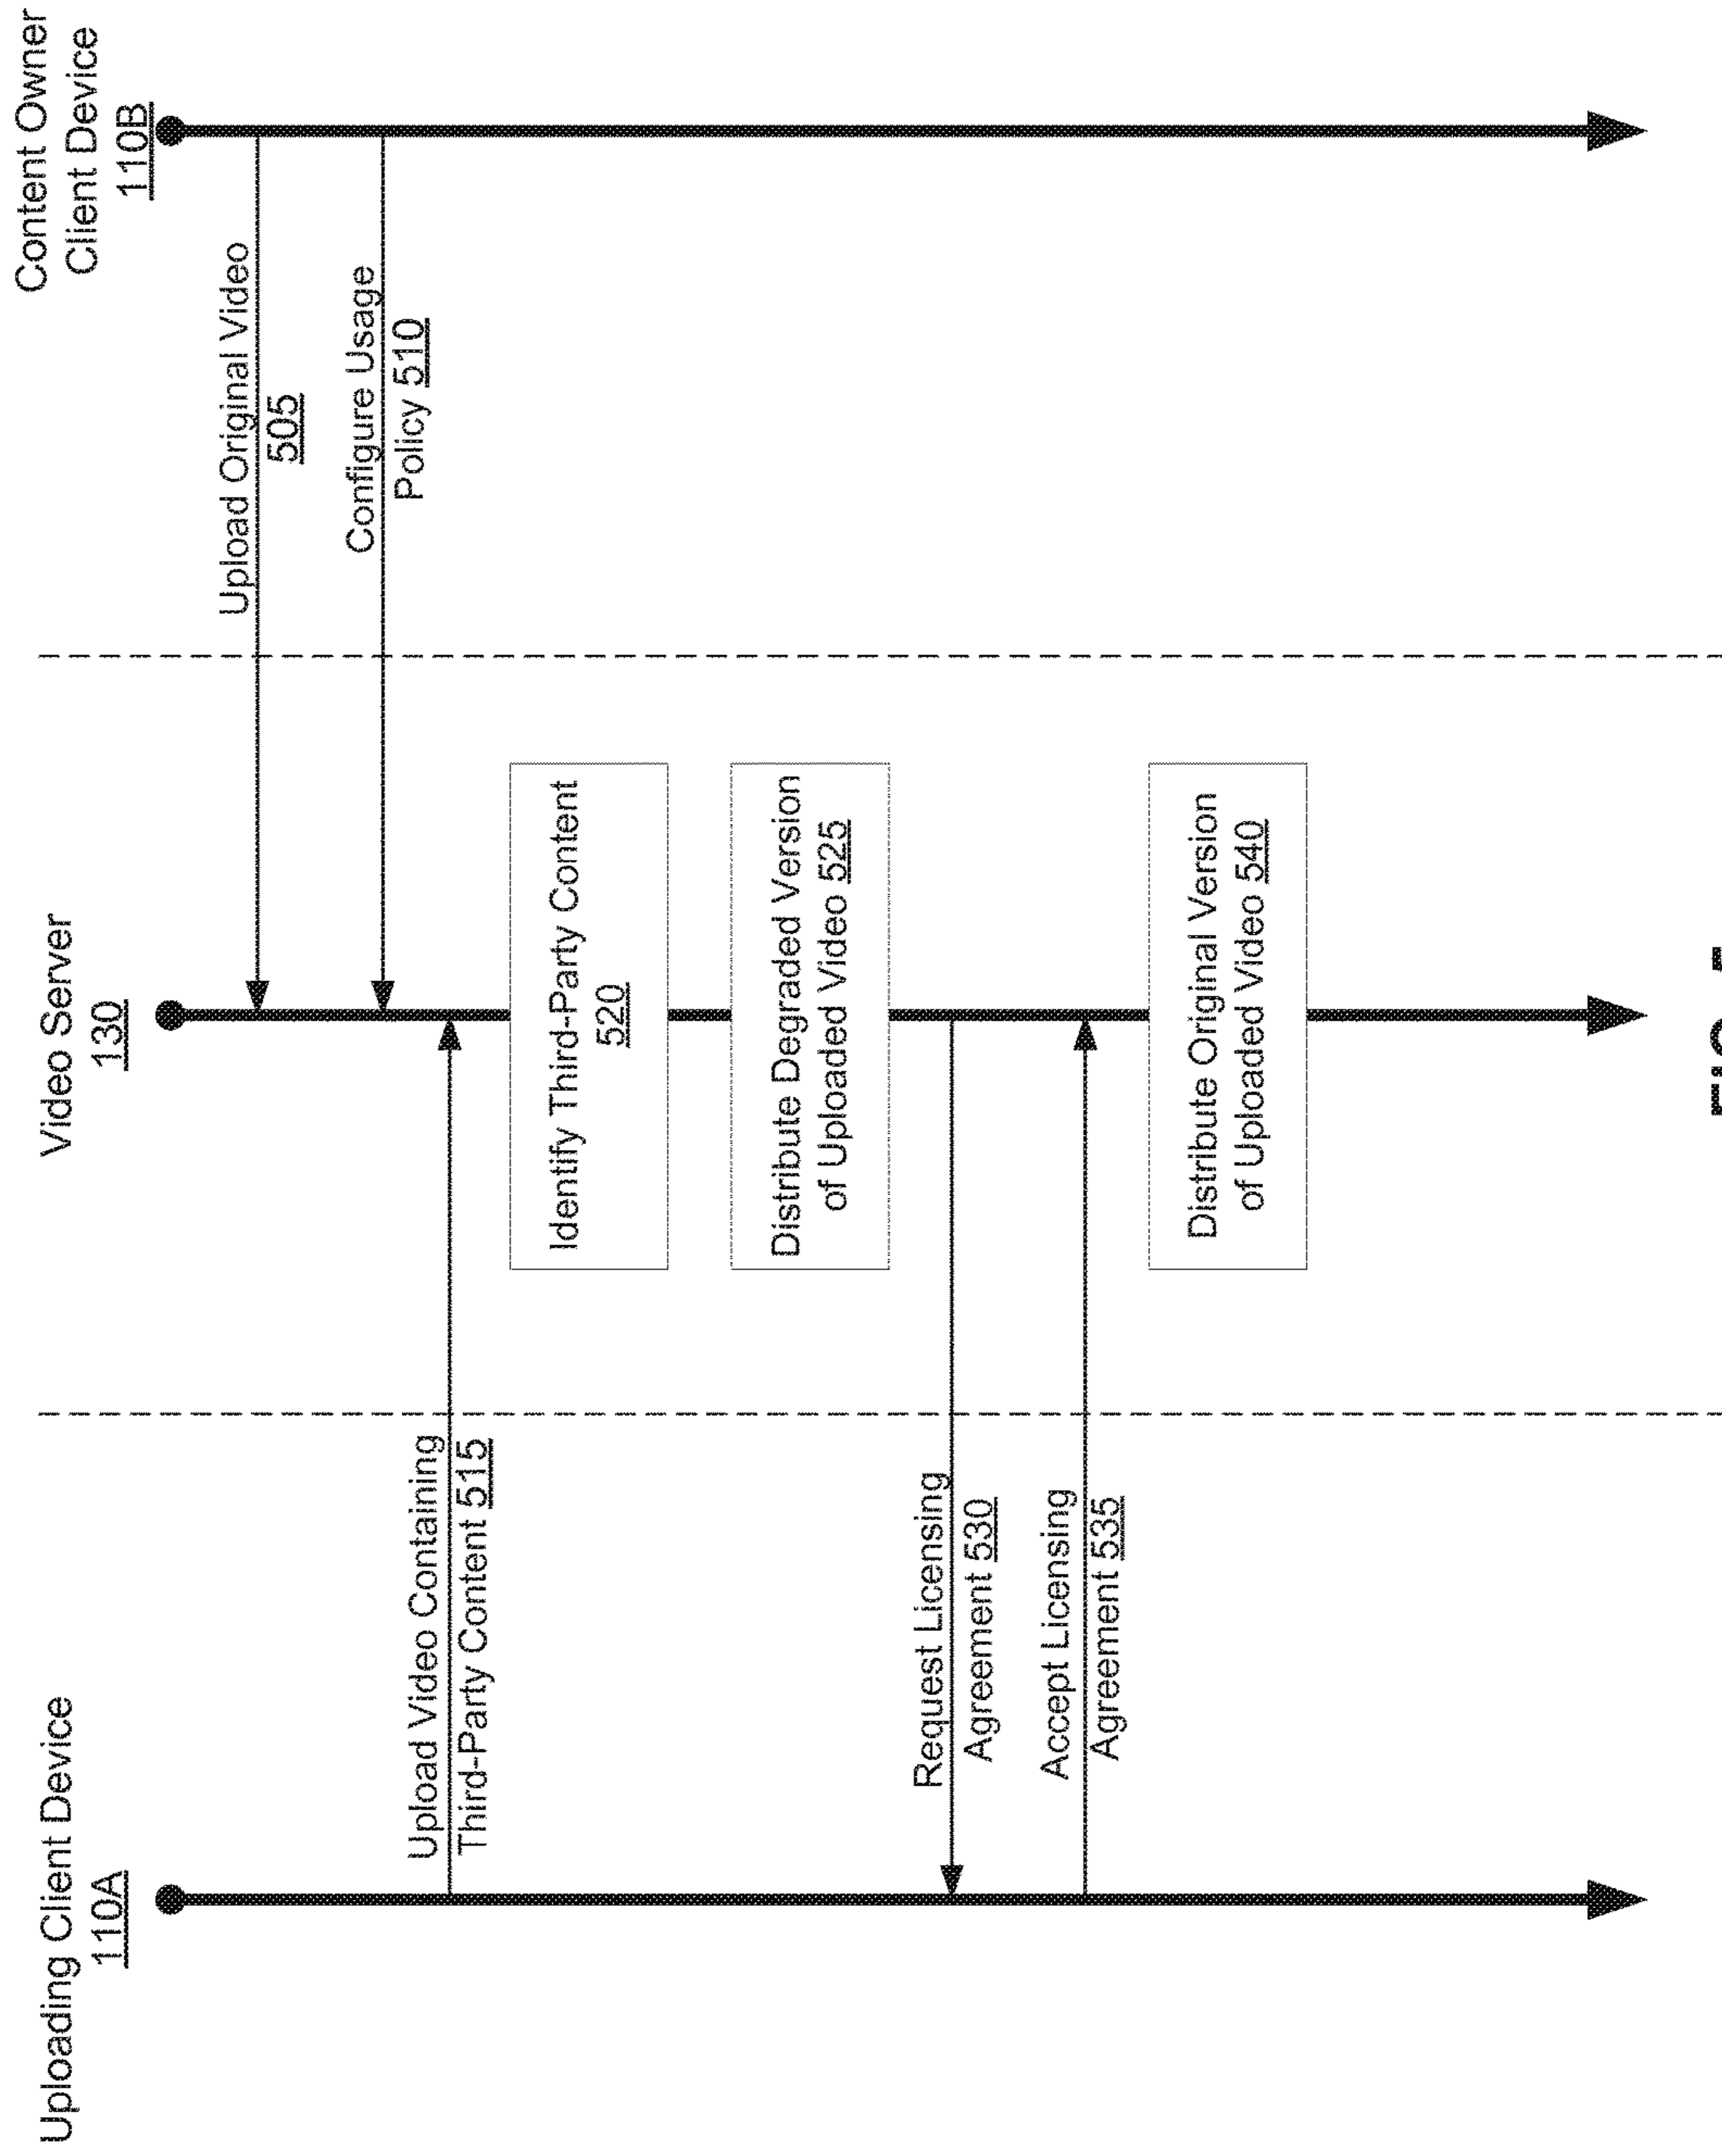 Uploading Client Device
110A
Video Server
130
Content Owner
Client Device
110B
Upload Original Video
505
Configure Usage
Policy 510
Upload Video Containing
Third-Party Content 515
Identify Third-Party Content
520
Distribute Degraded Version
of Uploaded Video 525
Request Licensing
Agreement 530
Accept Licensing
Agreement 535
Distribute Original Version
of Uploaded Video 540